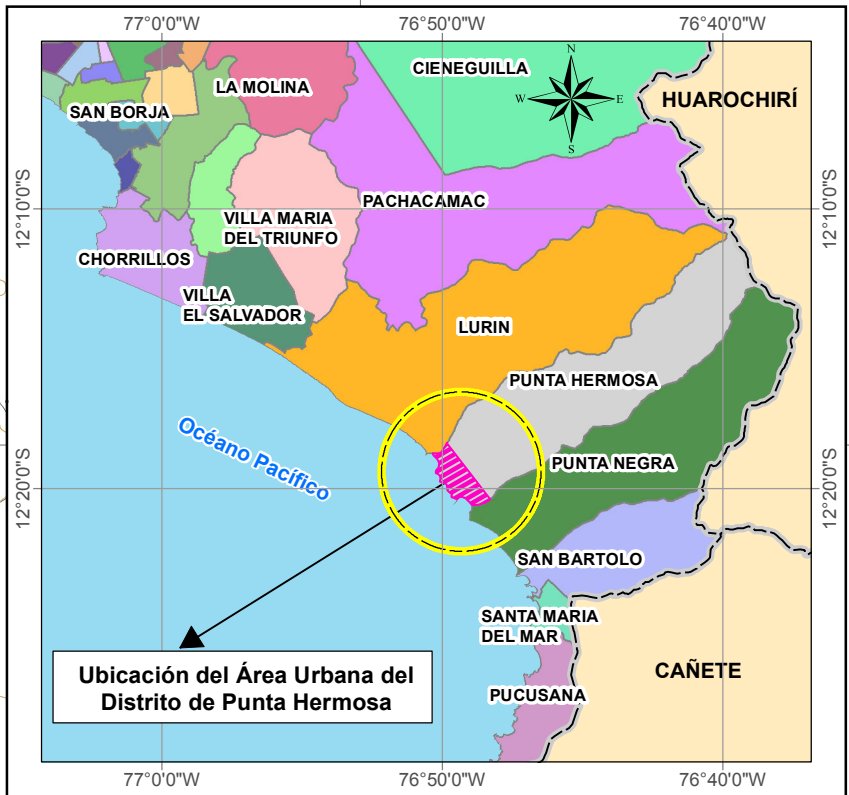 77°0'0"W
76°50'0"W
76°40'0"W
CIENEGUILLA
N
LA MOLINA
W
E
HUAROCHIRÍ
SAN BORJA
S
12°10'0"S
12°10'0"S
PACHACAMAC
VILLA MARIA
DEL TRIUNFO
CHORRILLOS
VILLA
EL SALVADOR
LURIN
PUNTA HERMOSA
Océano Pacífico
PUNTA NEGRA
12°20'0"S
12°20'0"S
SAN BARTOLO
SANTA MARIA
DEL MAR
Ubicación del Área Urbana del
Distrito de Punta Hermosa
CAÑETE
PUCUSANA
77°0'0"W
76°50'0"W
76°40'0"W